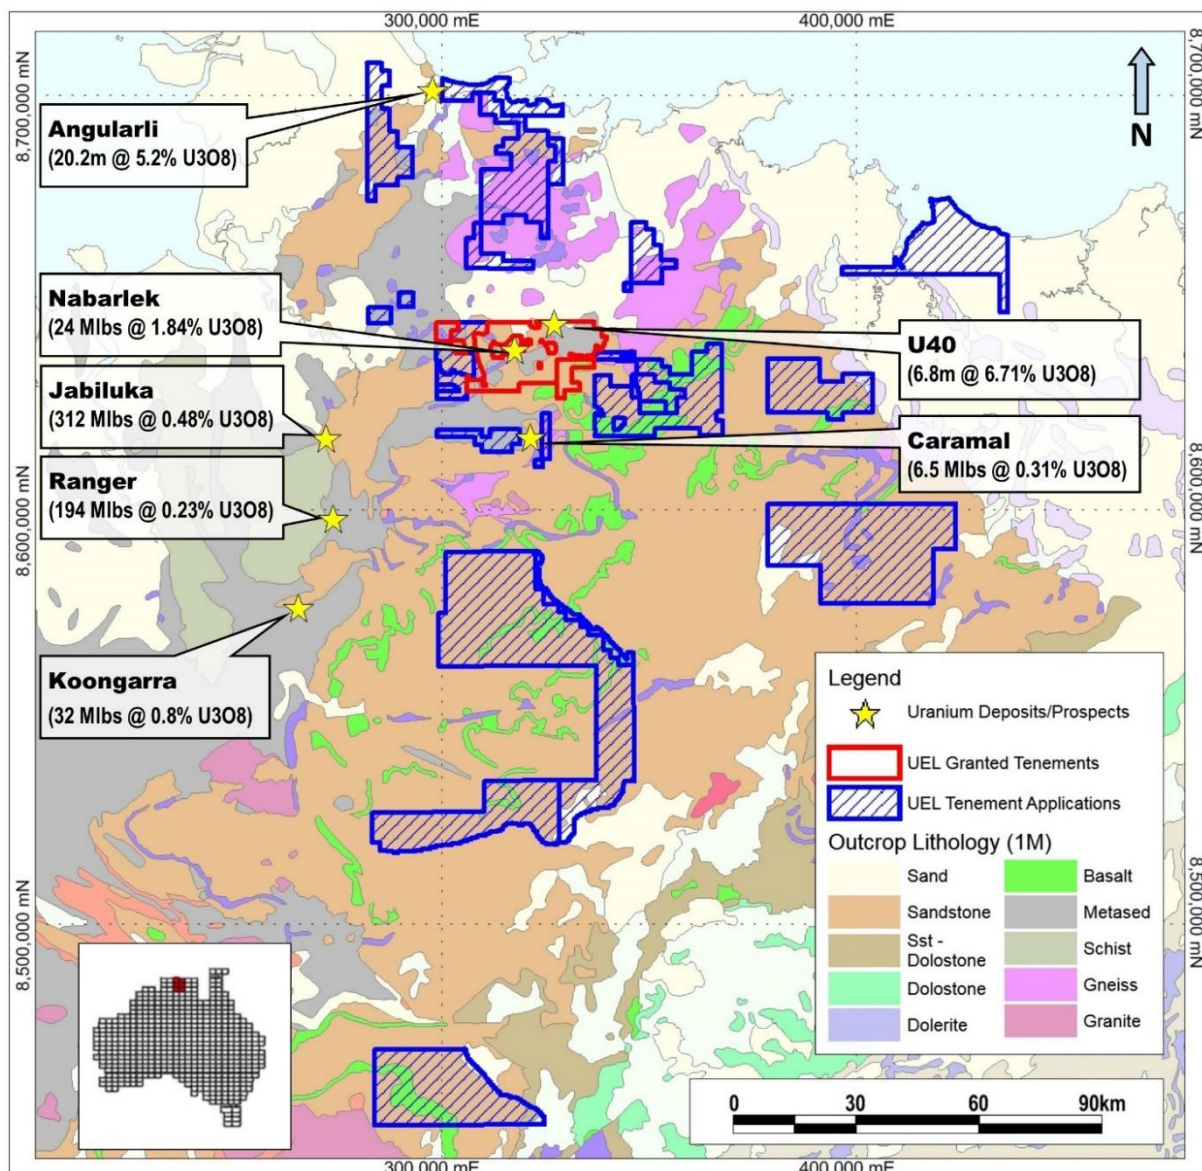 300,000 mE
400,000 mE
8,700,000 mN
8,700,000 mN
N
Angularli
(20.2m @ 5.2% U3O8)
Nabarlek
(24 Mlbs @ 1.84% U3O8)
U40
(6.8m @ 6.71% U3O8)
Jabiluka
(312 Mlbs @ 0.48% U3O8)
Caramal
(6.5 Mlbs @ 0.31% U3O8)
Ranger
(194 Mlbs @ 0.23% U3O8)
8,600,000 mN
8,600,000 mN
Koongarra
(32 Mlbs @ 0.8% U3O8)
Legend
Uranium Deposits/Prospects
UEL Granted Tenements
UEL Tenement Applications
Outcrop Lithology (1M)
Sand
Sandstone
Sst -
Dolostone
Dolostone
Dolerite
Basalt
Metased
Schist
Gneiss
Granite
8,500,000 mN
8,500,000 mN
0 30 60 90km
300,000 mE
400,000 mE